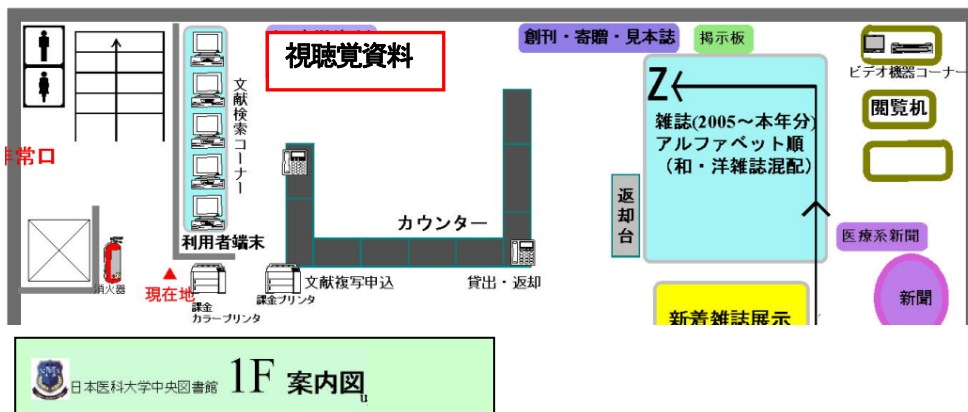 視聴覚資料
創刊・寄贈・見本誌
掲示板
ビデオ機器コーナー
閲覧机
文献検索コーナー
Z
雑誌(2005～本年分)
アルファベット順
（和・洋雑誌混配）
常口
返却台
カウンター
利用者端末
医療系新聞
消火器
現在地
課金
カラープリンタ
課金プリンタ
文献複写申込
貸出・返却
新聞
新着雑誌展示
日本医科大学中央図書館 1F 案内図
u